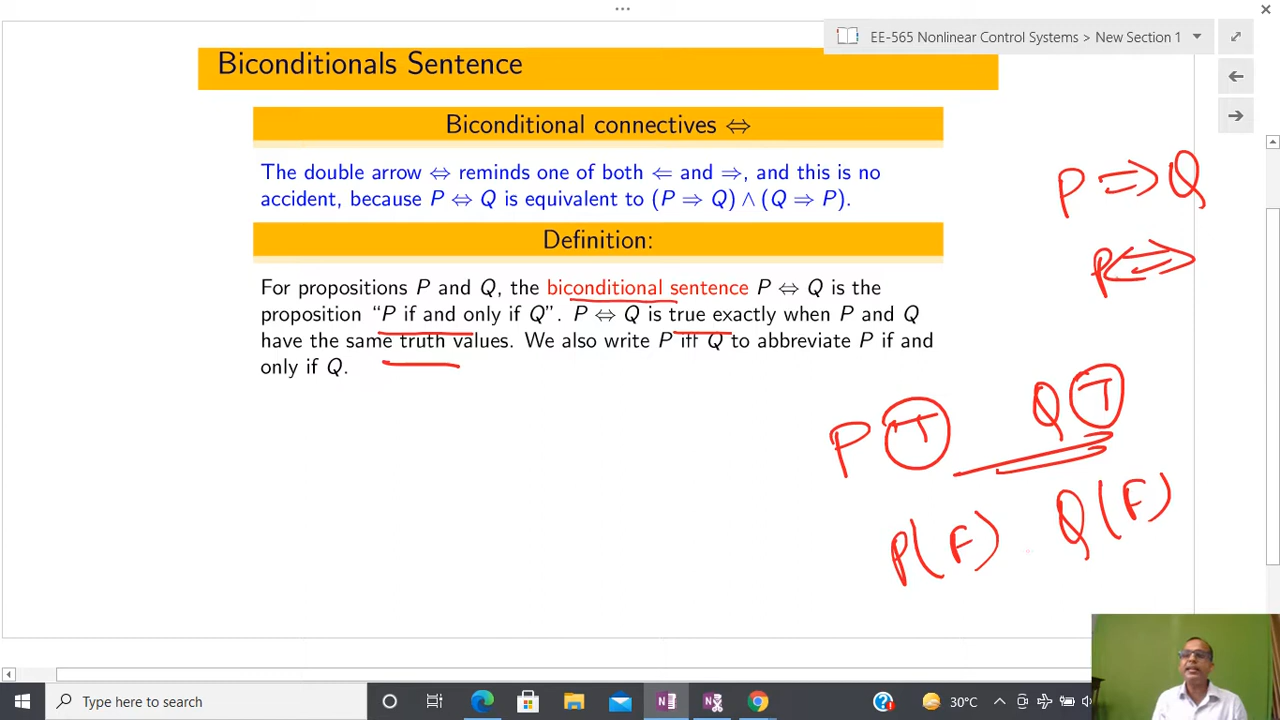 EE-565 Nonlinear Control Systems > New Section 1
Biconditionals Sentence
Biconditional connectives ⇔
The double arrow ⇔ reminds one of both ⇐ and ⇒, and this is no
accident, because P ⇔ Q is equivalent to (P ⇒ Q) ∧ (Q ⇒ P).
Definition:
For propositions P and Q, the biconditional sentence P ⇔ Q is the
proposition “P if and only if Q”. P ⇔ Q is true exactly when P and Q
have the same truth values. We also write P iff Q to abbreviate P if and
only if Q.
P ⇒ Q
P ⇔
P T Q T
P(F) Q(F)
Type here to search
30°C